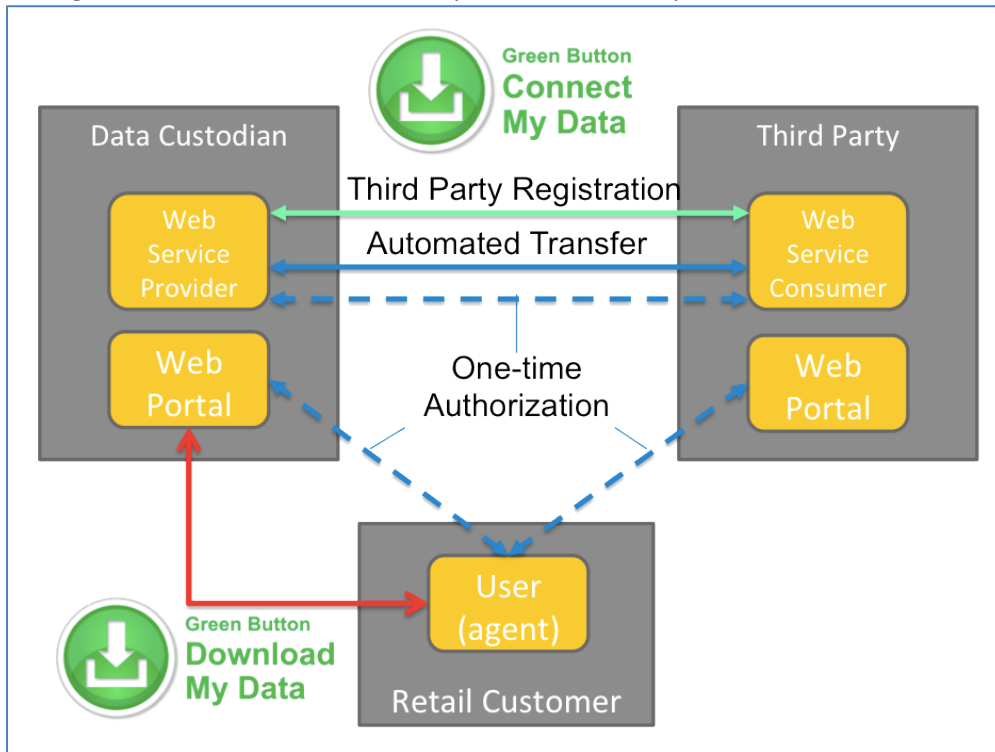 Green Button
Connect
My Data
Data Custodian
Third Party
Third Party Registration
Web
Service
Provider
Automated Transfer
Web
Service
Consumer
Web
Portal
One-time
Authorization
Web
Portal
User
(agent)
Green Button
Download
My Data
Retail Customer